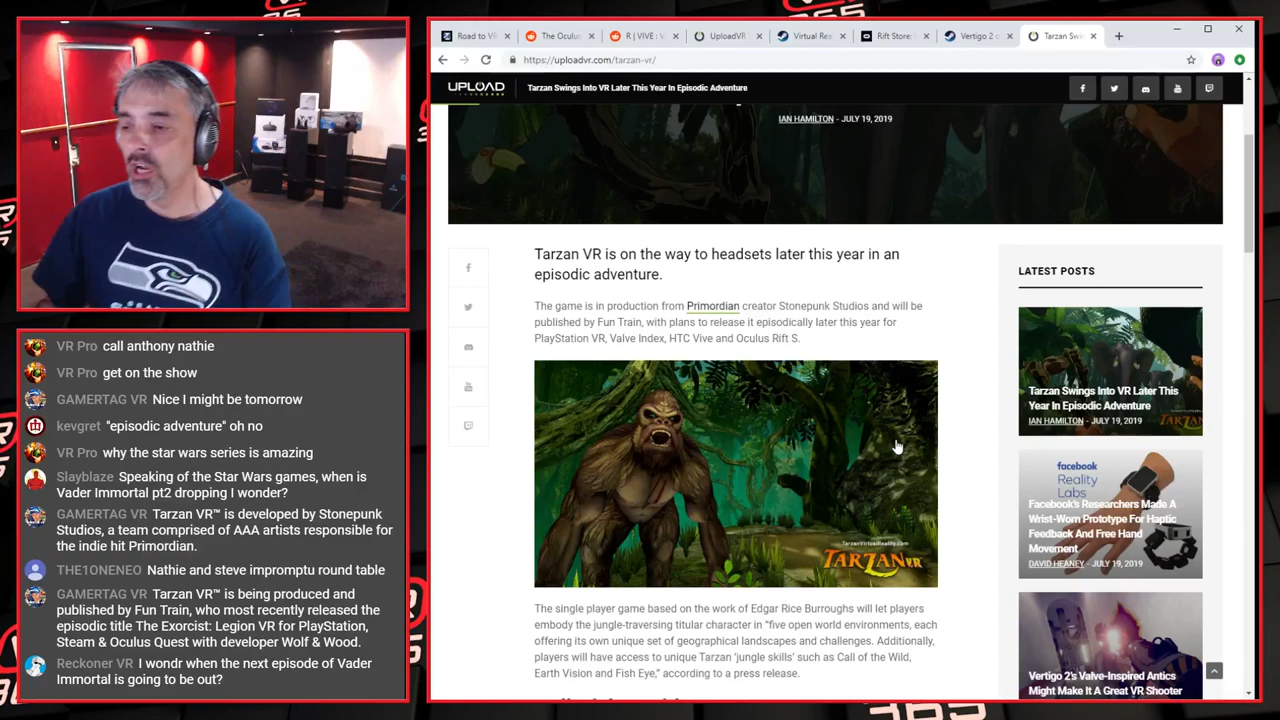 Road to VR
The Oculus
R | VIVE : V
UploadVR
Virtual Rea
Rift Store:
Vertigo 2 o
Tarzan Swi
https://uploadvr.com/tarzan-vr/
UPLOAD
Tarzan Swings Into VR Later This Year In Episodic Adventure
IAN HAMILTON - JULY 19, 2019
Tarzan VR is on the way to headsets later this year in an
episodic adventure.
The game is in production from Primordian creator Stonepunk Studios and will be
published by Fun Train, with plans to release it episodically later this year for
PlayStation VR, Valve Index, HTC Vive and Oculus Rift S.
TarzanVirtualReality.com
TARZAN VR
The single player game based on the work of Edgar Rice Burroughs will let players
embody the jungle-traversing titular character in "five open world environments, each
offering its own unique set of geographical landscapes and challenges. Additionally,
players will have access to unique Tarzan 'jungle skills' such as Call of the Wild,
Earth Vision and Fish Eye," according to a press release.
LATEST POSTS
Tarzan Swings Into VR Later This
Year In Episodic Adventure
IAN HAMILTON - JULY 19, 2019
facebook
Reality
Labs
Facebook's Researchers Made A
Wrist-Worn Prototype For Haptic
Feedback And Free Hand
Movement
DAVID HEANEY - JULY 19, 2019
Vertigo 2's Valve-Inspired Antics
Might Make It A Great VR Shooter
VR Pro call anthony nathie
VR Pro get on the show
GAMERTAG VR Nice I might be tomorrow
kevgret "episodic adventure" oh no
VR Pro why the star wars series is amazing
Slayblaze Speaking of the Star Wars games, when is
Vader Immortal pt2 dropping I wonder?
GAMERTAG VR Tarzan VR™ is developed by Stonepunk
Studios, a team comprised of AAA artists responsible for
the indie hit Primordian.
THE1ONENEO Nathie and steve impromptu round table
GAMERTAG VR Tarzan VR™ is being produced and
published by Fun Train, who most recently released the
episodic title The Exorcist: Legion VR for PlayStation,
Steam & Oculus Quest with developer Wolf & Wood.
Reckoner VR I wondr when the next episode of Vader
Immortal is going to be out?